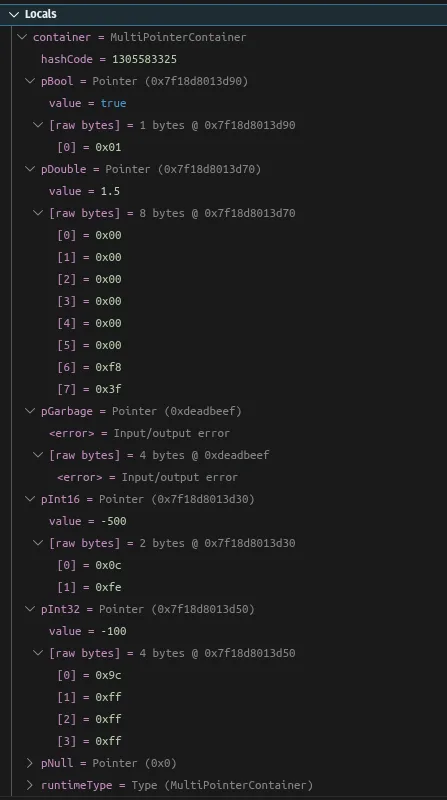 Locals
container = MultiPointerContainer
hashCode = 1305583325
pBool = Pointer (0x7f18d8013d90)
value = true
[raw bytes] = 1 bytes @ 0x7f18d8013d90
[0] = 0x01
pDouble = Pointer (0x7f18d8013d70)
value = 1.5
[raw bytes] = 8 bytes @ 0x7f18d8013d70
[0] = 0x00
[1] = 0x00
[2] = 0x00
[3] = 0x00
[4] = 0x00
[5] = 0x00
[6] = 0xf8
[7] = 0x3f
pGarbage = Pointer (0xdeadbeef)
<error> = Input/output error
[raw bytes] = 4 bytes @ 0xdeadbeef
<error> = Input/output error
pInt16 = Pointer (0x7f18d8013d30)
value = -500
[raw bytes] = 2 bytes @ 0x7f18d8013d30
[0] = 0x0c
[1] = 0xfe
pInt32 = Pointer (0x7f18d8013d50)
value = -100
[raw bytes] = 4 bytes @ 0x7f18d8013d50
[0] = 0x9c
[1] = 0xff
[2] = 0xff
[3] = 0xff
pNull = Pointer (0x0)
runtimeType = Type (MultiPointerContainer)